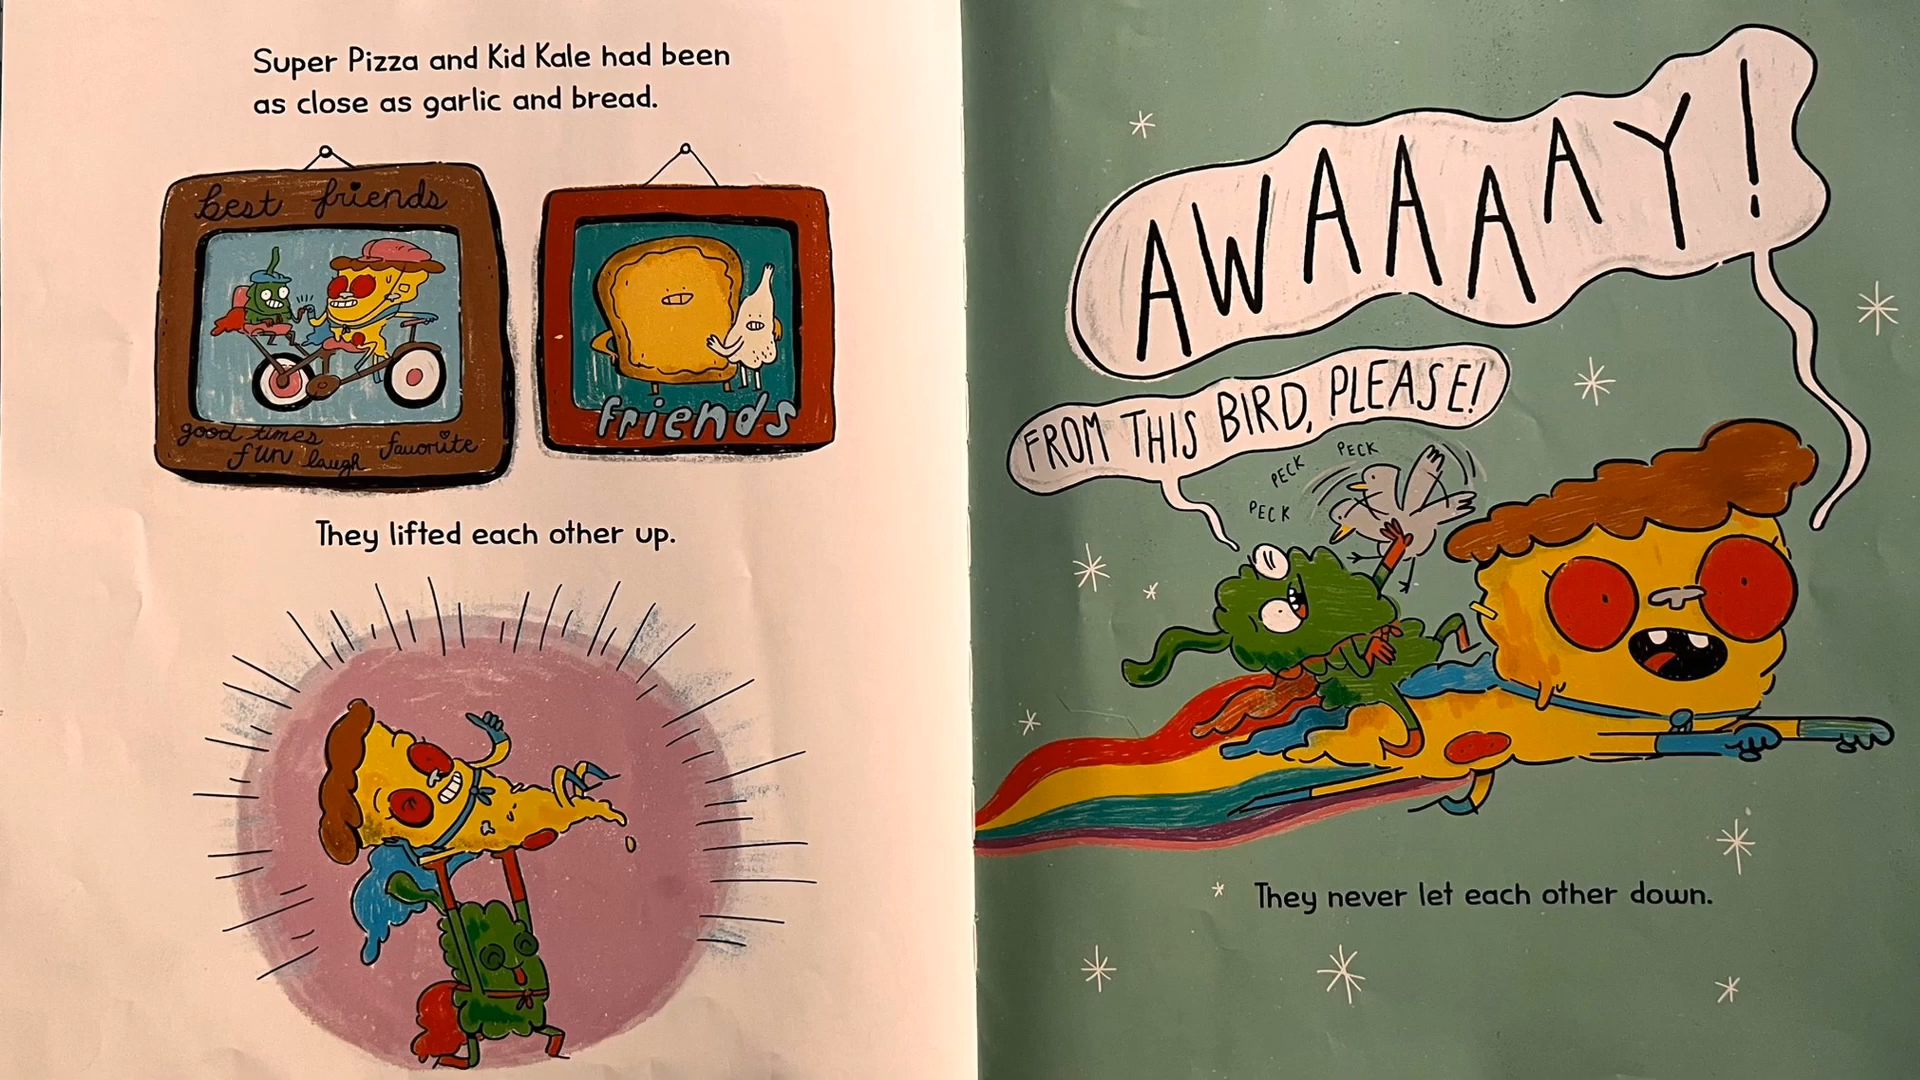 Super Pizza and Kid Kale had been
as close as garlic and bread.
best friends
good times
fun laugh favorite
friends
They lifted each other up.
AWAAAAY!
FROM THIS BIRD, PLEASE!
PECK
PECK
PECK
They never let each other down.